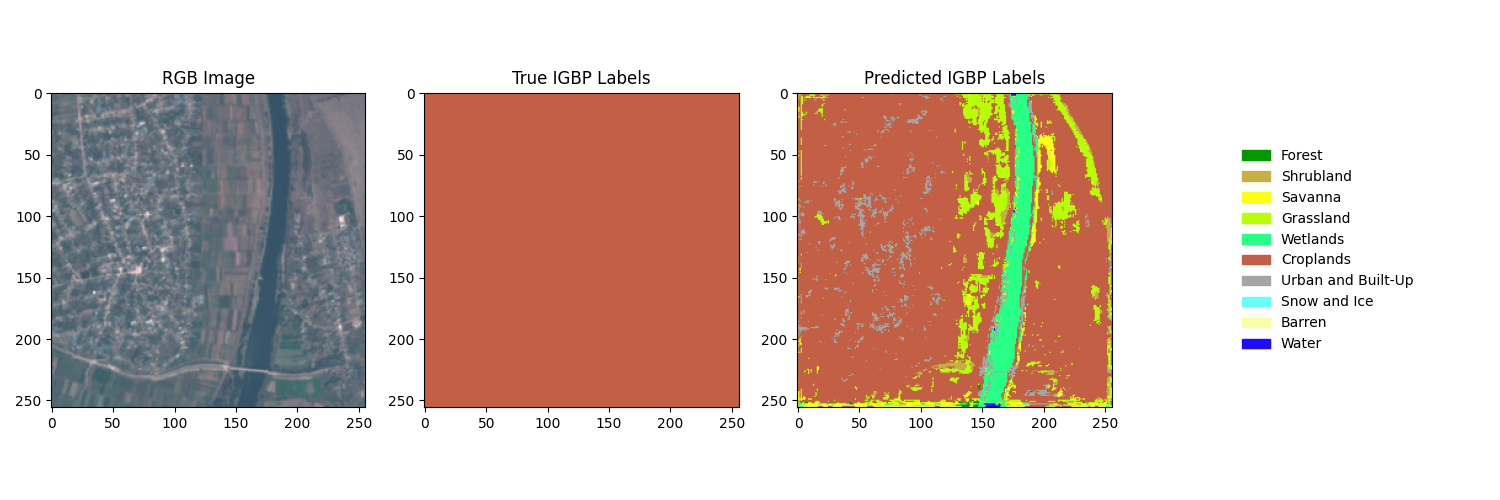 RGB Image
True IGBP Labels
Predicted IGBP Labels
0
50
100
150
200
250
0 50 100 150 200 250
0
50
100
150
200
250
0 50 100 150 200 250
0
50
100
150
200
250
0 50 100 150 200 250
Forest
Shrubland
Savanna
Grassland
Wetlands
Croplands
Urban and Built-Up
Snow and Ice
Barren
Water